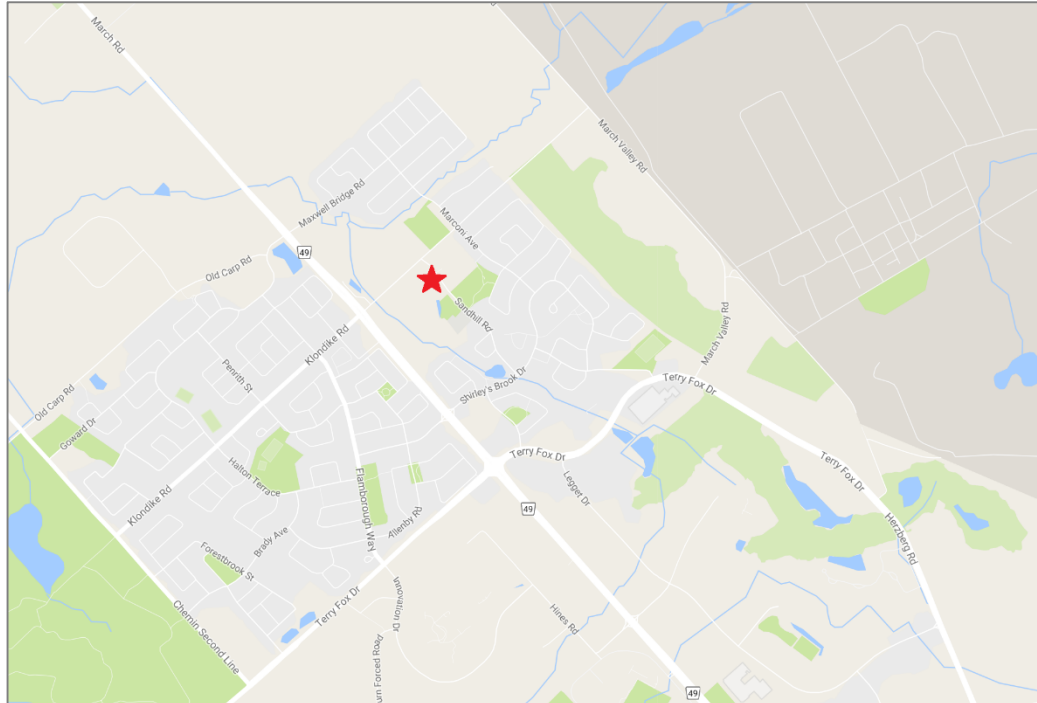 March Rd
March Valley Rd
Maxwell Bridge Rd
Marconi Ave
49
Old Carp Rd
Sandhill Rd
Klondike Rd
March Valley Rd
Penrith St
Shirley's Brook Dr
Terry Fox Dr
Old Carp Rd
Goward Dr
Terry Fox Dr
Terry Fox Dr
Halton Terrace
Flamborough Way
Legget Dr
Klondike Rd
49
Allenby Rd
Brady Ave
Herzberg Rd
Forestbrook St
Terry Fox Dr
Innovation Dr
Hines Rd
Chemin Second Line
urn Forced Road
49